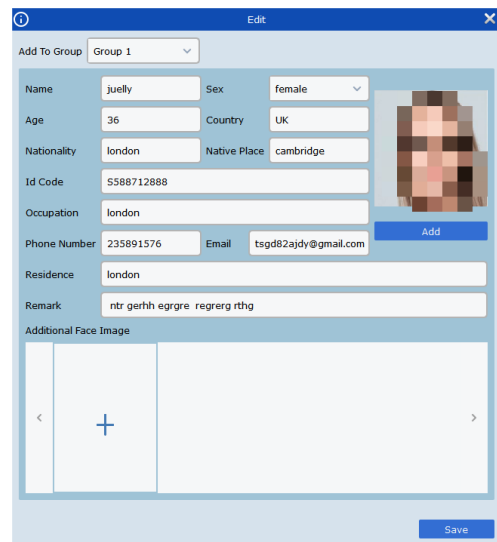 Edit
Add To Group Group 1
Name juelly Sex female
Age 36 Country UK
Nationality london Native Place cambridge
Id Code S588712888
Occupation london
Add
Phone Number 235891576 Email tsgd82ajdy@gmail.com
Residence london
Remark ntr gerhh egrgre regrerg rthg
Additional Face Image
Save